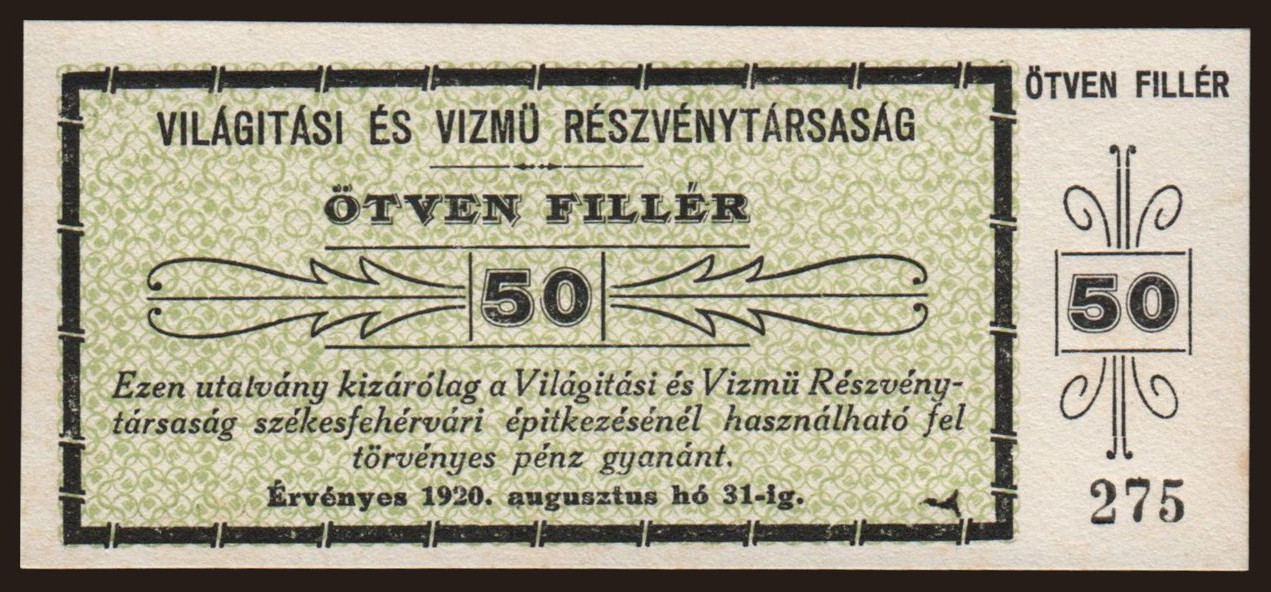 VILÁGITÁSI ÉS VIZMÜ RÉSZVÉNYTÁRSASÁG
ÖTVEN FILLÉR
50
Ezen utalvány kizárólag a Világitási és Vizmü Részvény-
társaság székesfehérvári épitkezésénél használható fel
törvényes pénz gyanánt.
Érvényes 1920. augusztus hó 31-ig.
ÖTVEN FILLÉR
50
275